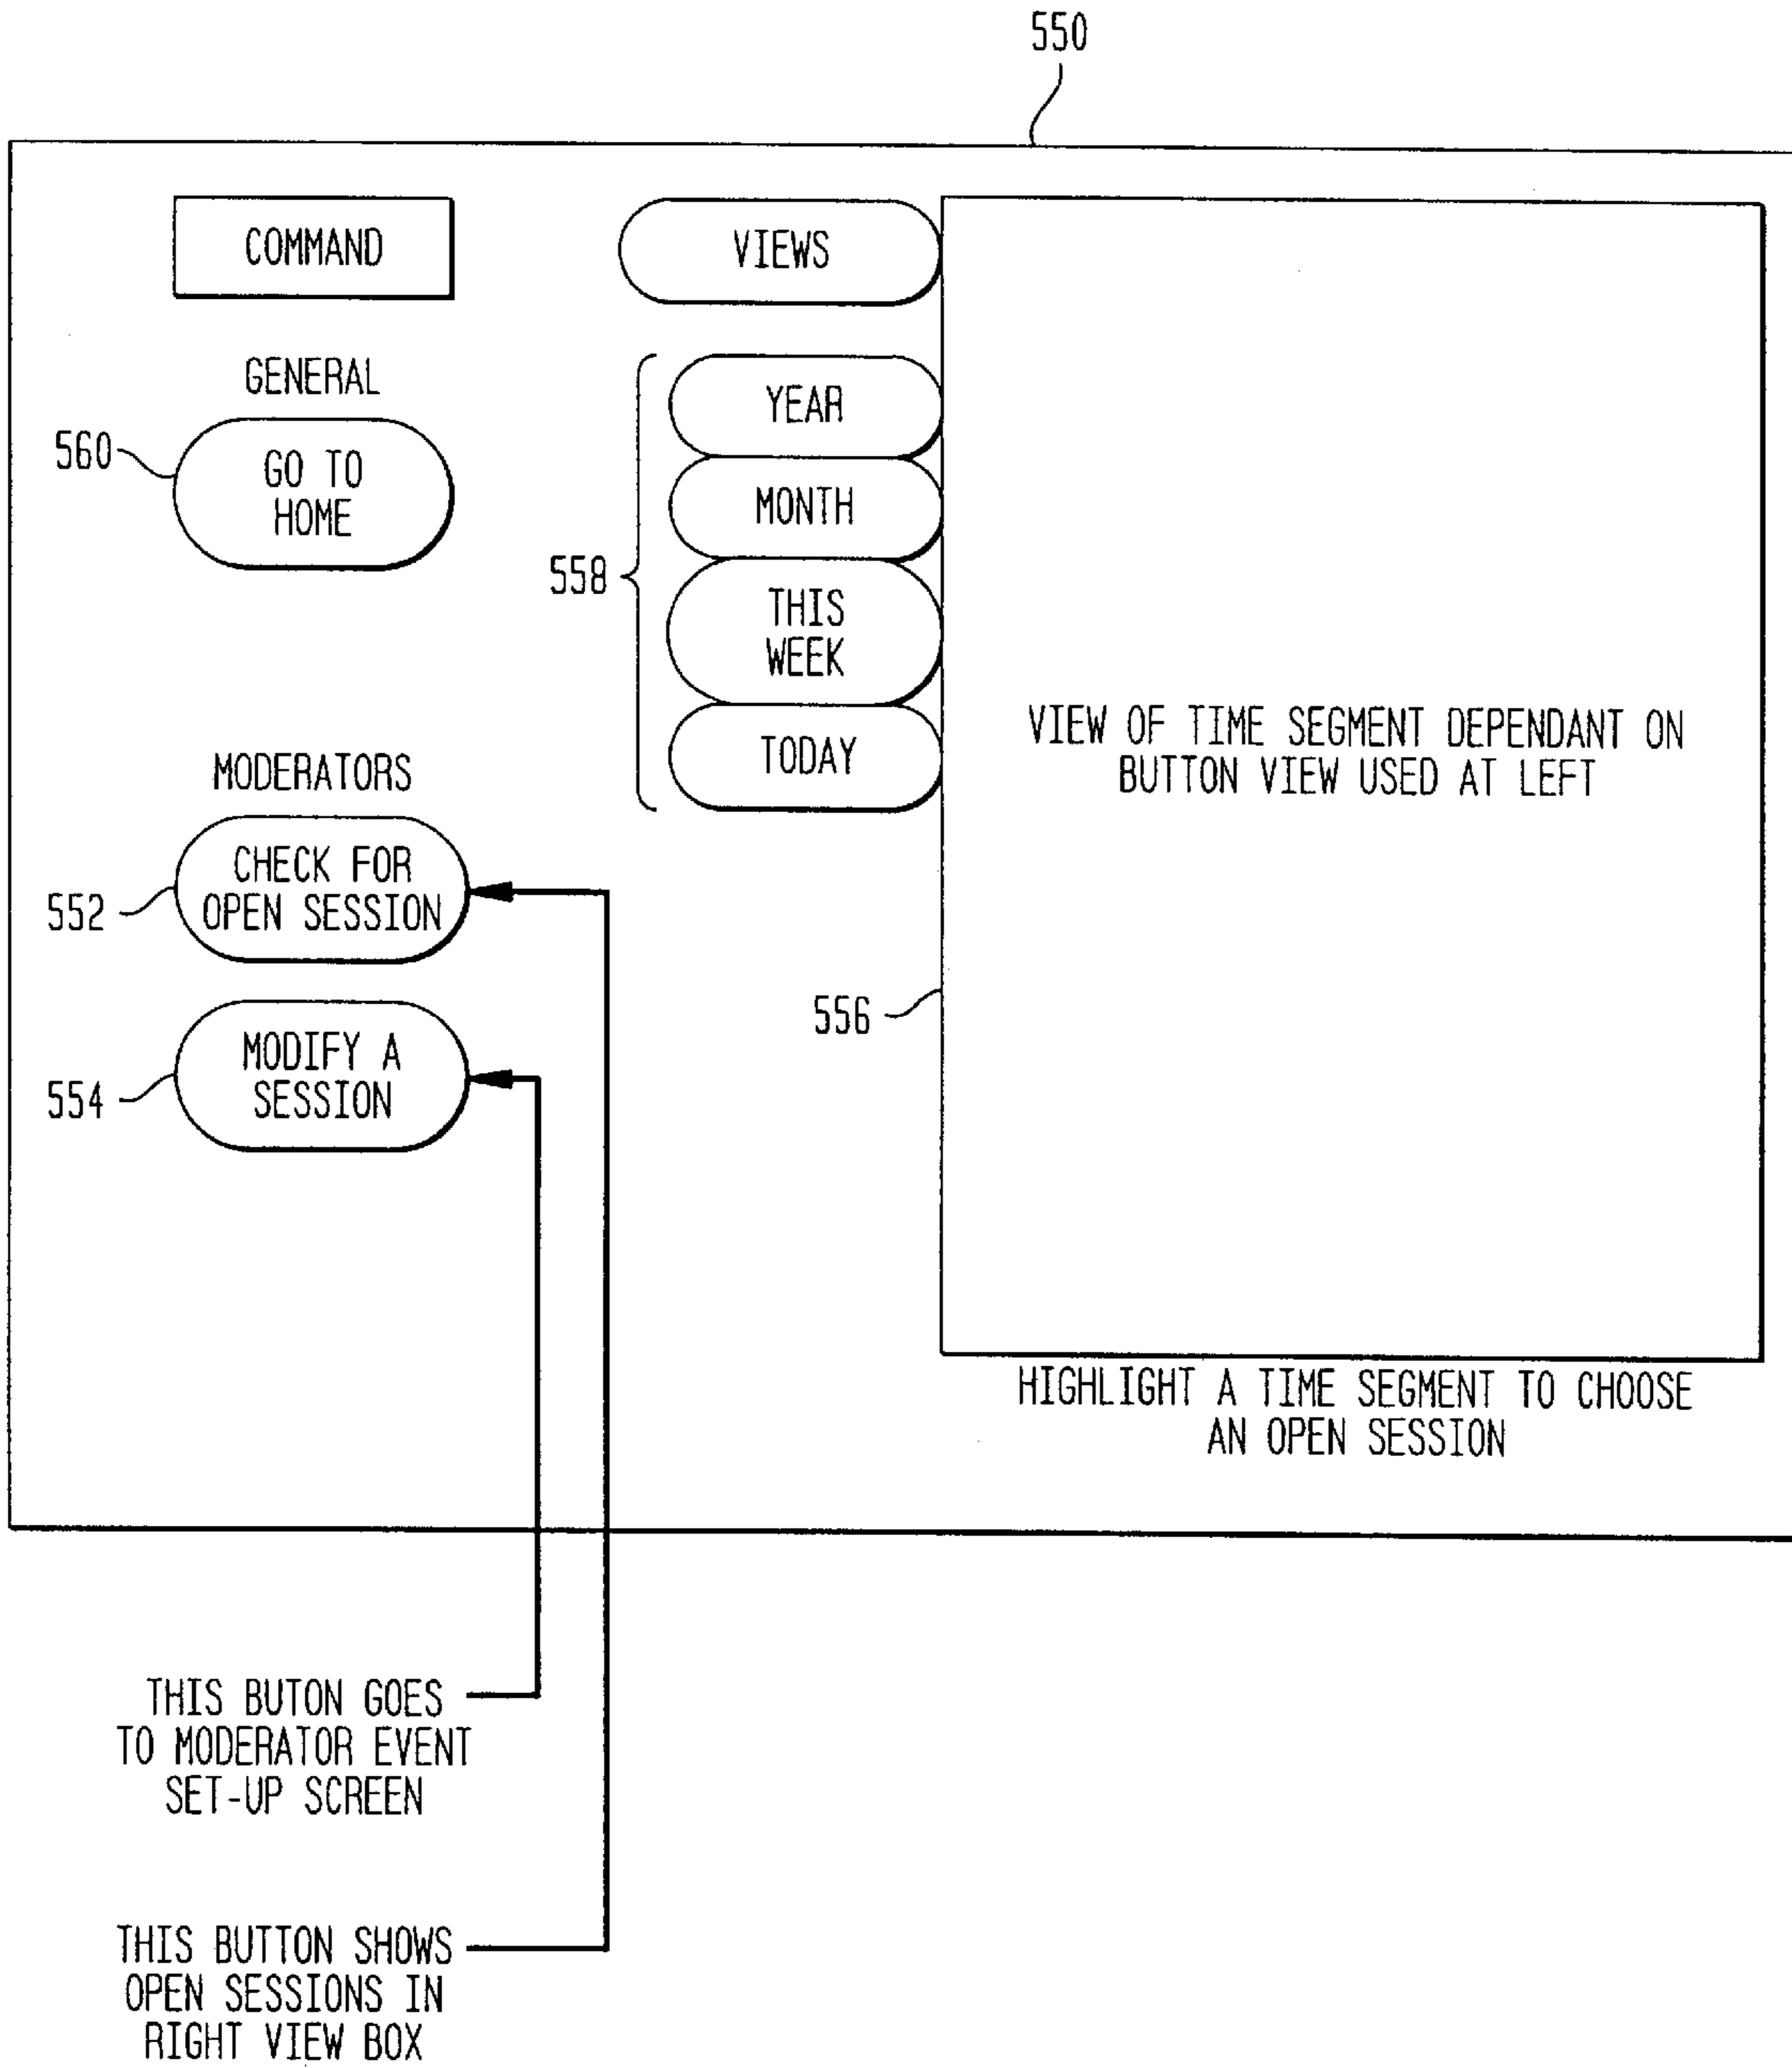 550
COMMAND
VIEWS
GENERAL
560
GO TO
HOME
YEAR
MONTH
558
THIS
WEEK
TODAY
VIEW OF TIME SEGMENT DEPENDANT ON
BUTTON VIEW USED AT LEFT
MODERATORS
552
CHECK FOR
OPEN SESSION
556
554
MODIFY A
SESSION
HIGHLIGHT A TIME SEGMENT TO CHOOSE
AN OPEN SESSION
THIS BUTON GOES
TO MODERATOR EVENT
SET-UP SCREEN
THIS BUTTON SHOWS
OPEN SESSIONS IN
RIGHT VIEW BOX